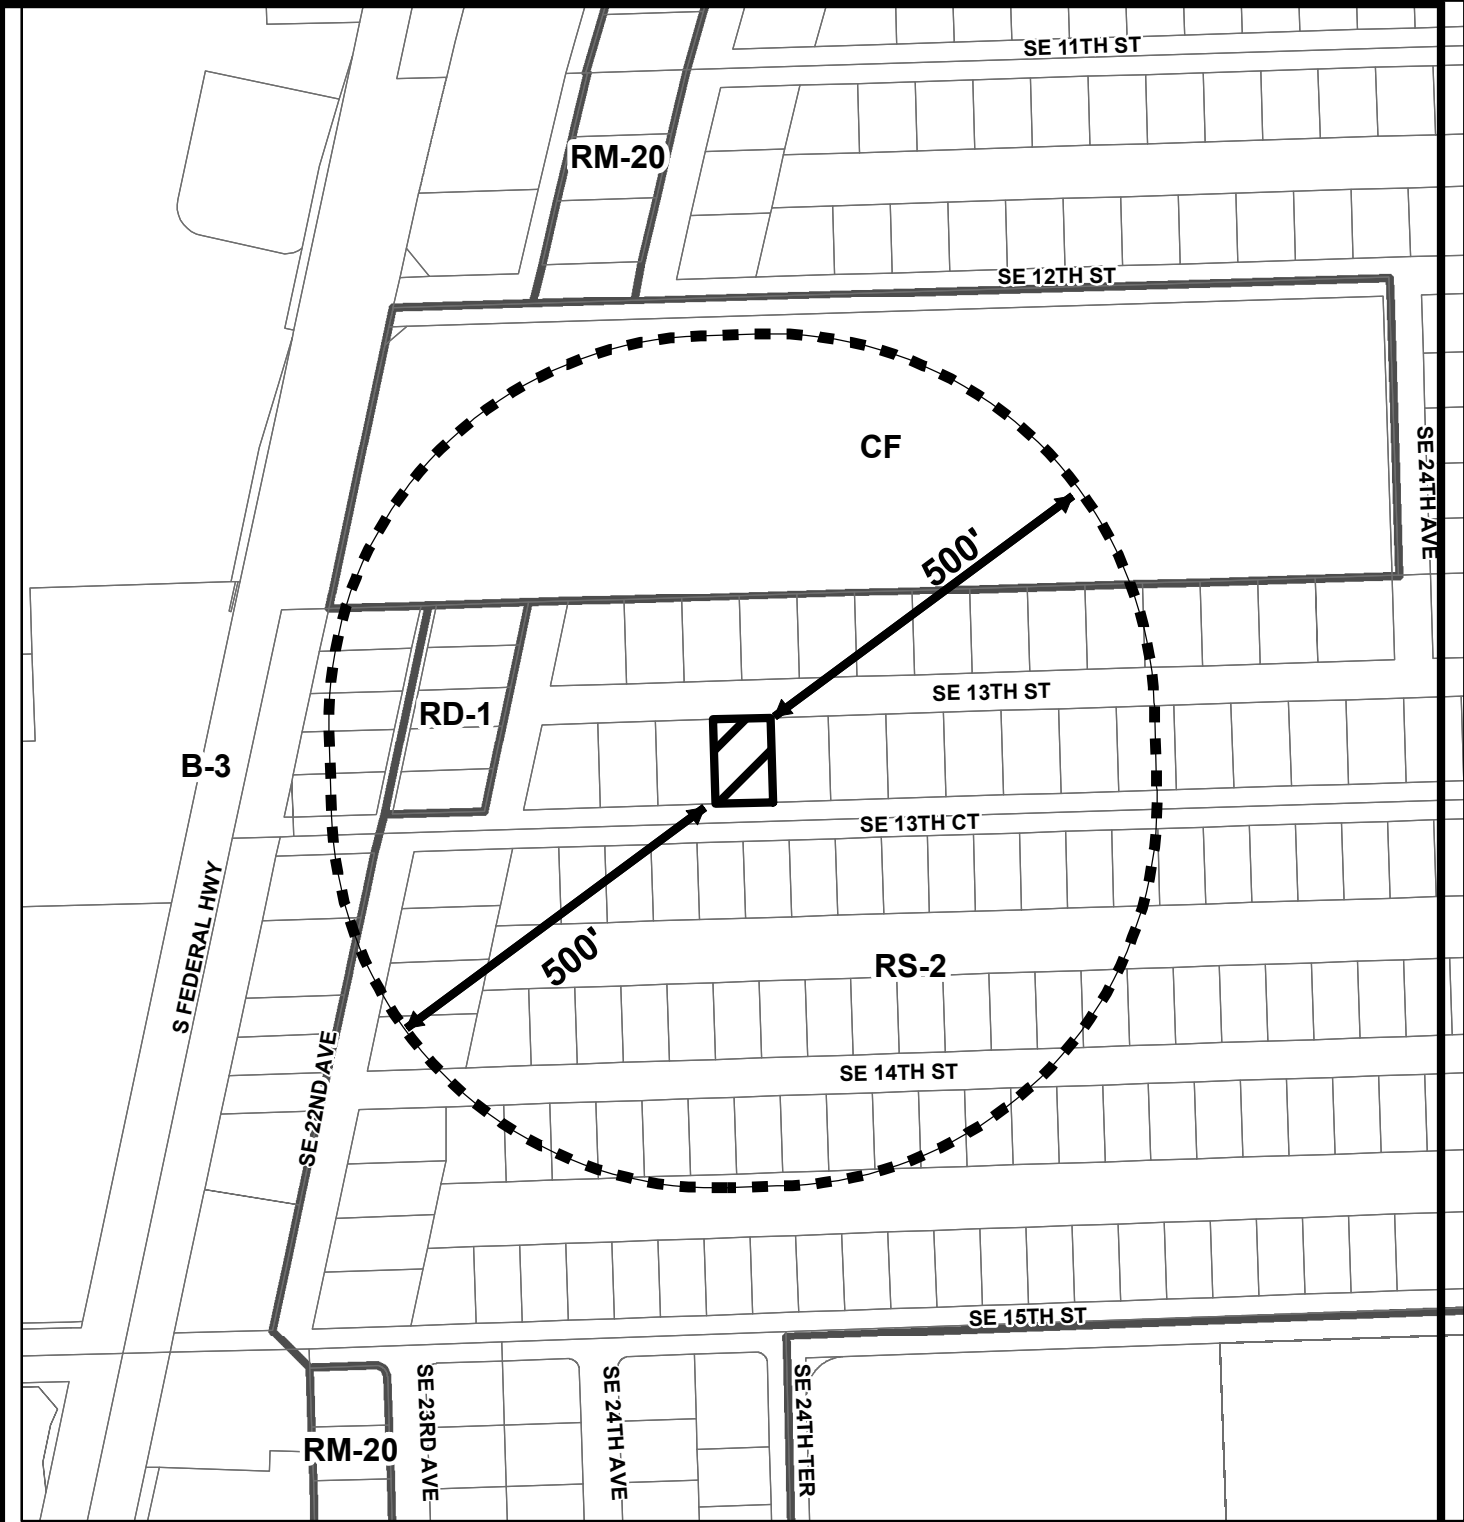 SE 11TH ST
RM-20
SE 12TH ST
CF
SE 24TH AVE
500'
SE 13TH ST
RD-1
B-3
SE 13TH CT
S FEDERAL HWY
500'
RS-2
SE 14TH ST
SE 22ND AVE
SE 15TH ST
SE 23RD AVE
SE 24TH AVE
SE 24TH TER
RM-20